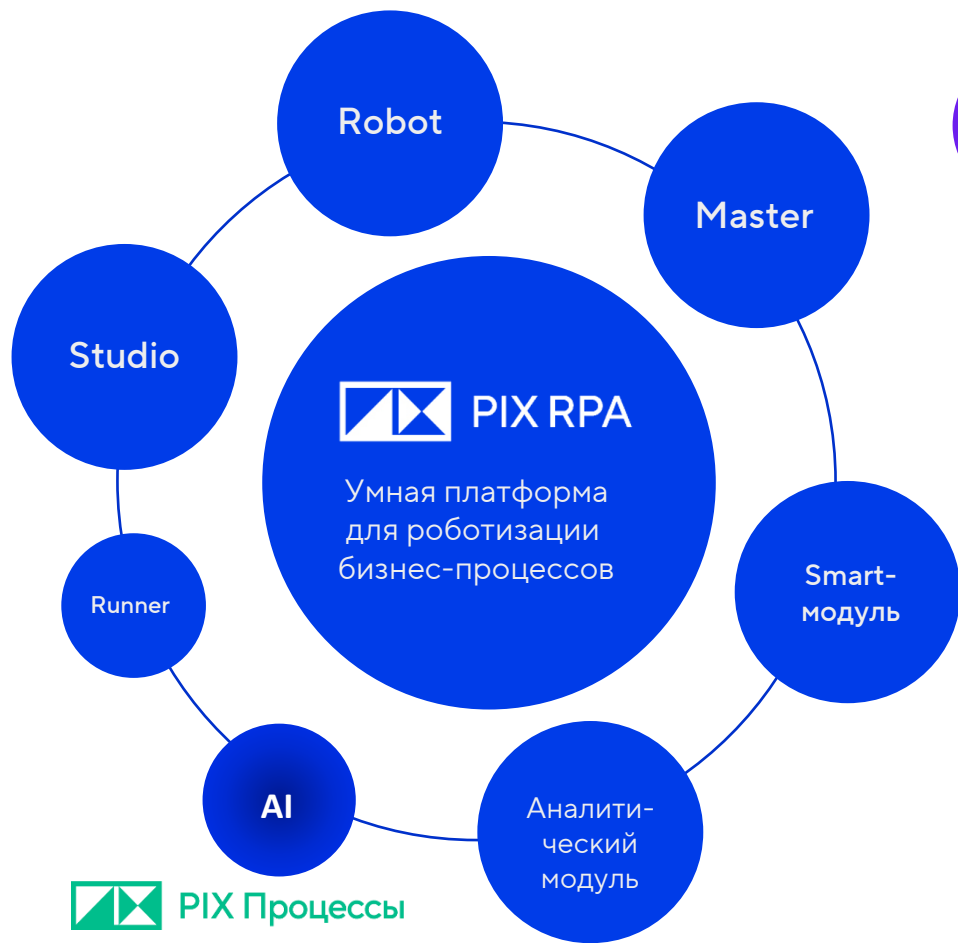 Robot
Master
Studio
PIX RPA
Умная платформа
для роботизации
бизнес-процессов
Smart-
модуль
Runner
AI
Аналити-
ческий
модуль
PIX Процессы